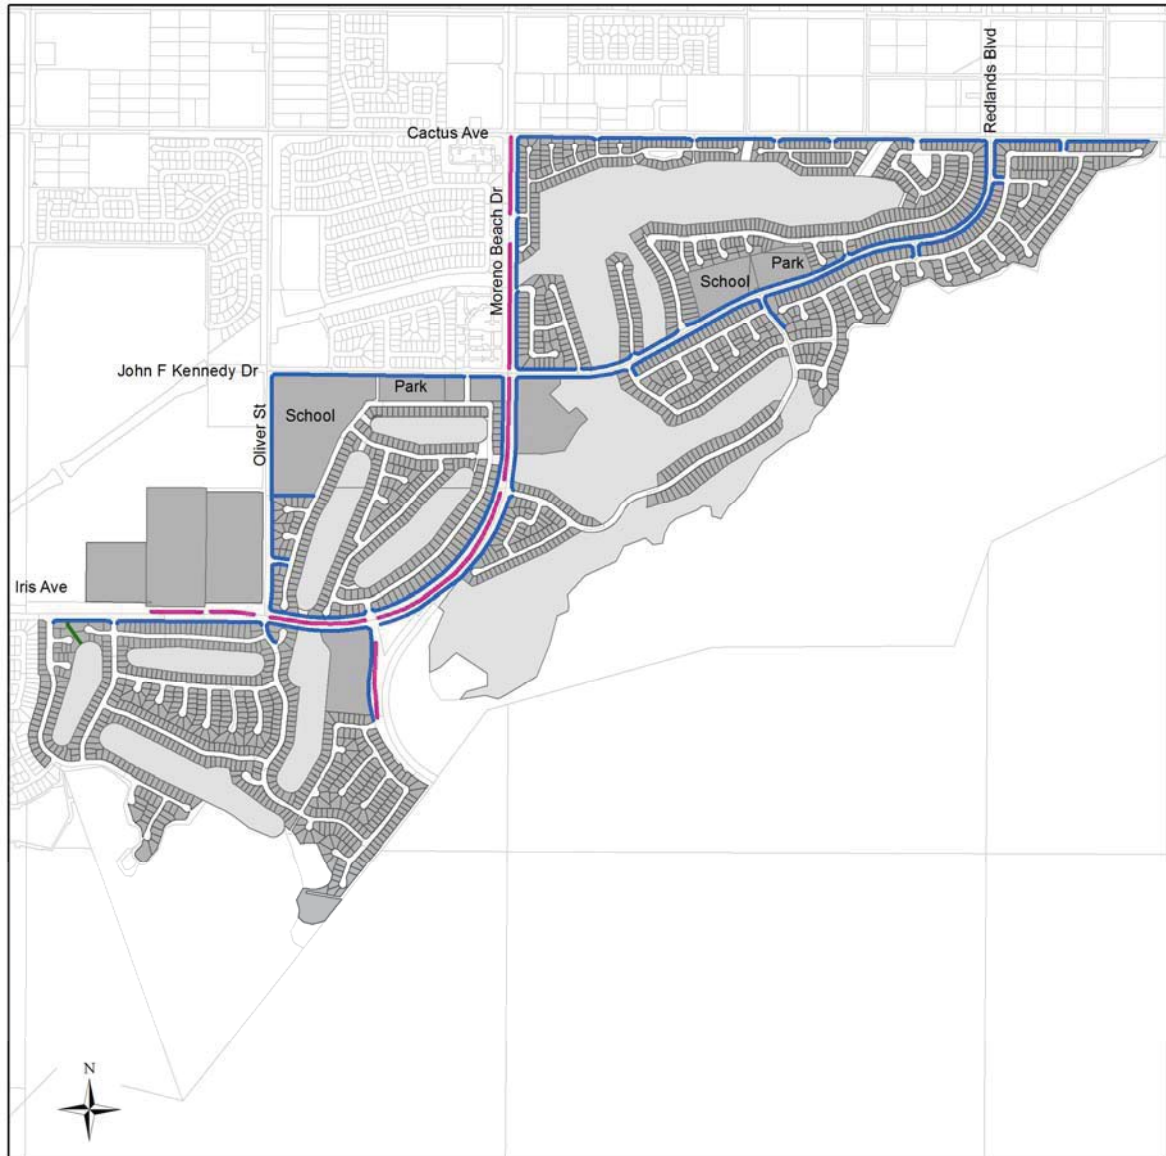 Redlands Blvd
Cactus Ave
Moreno Beach Dr
Park
School
John F Kennedy Dr
Park
School
Oliver St
Iris Ave
N